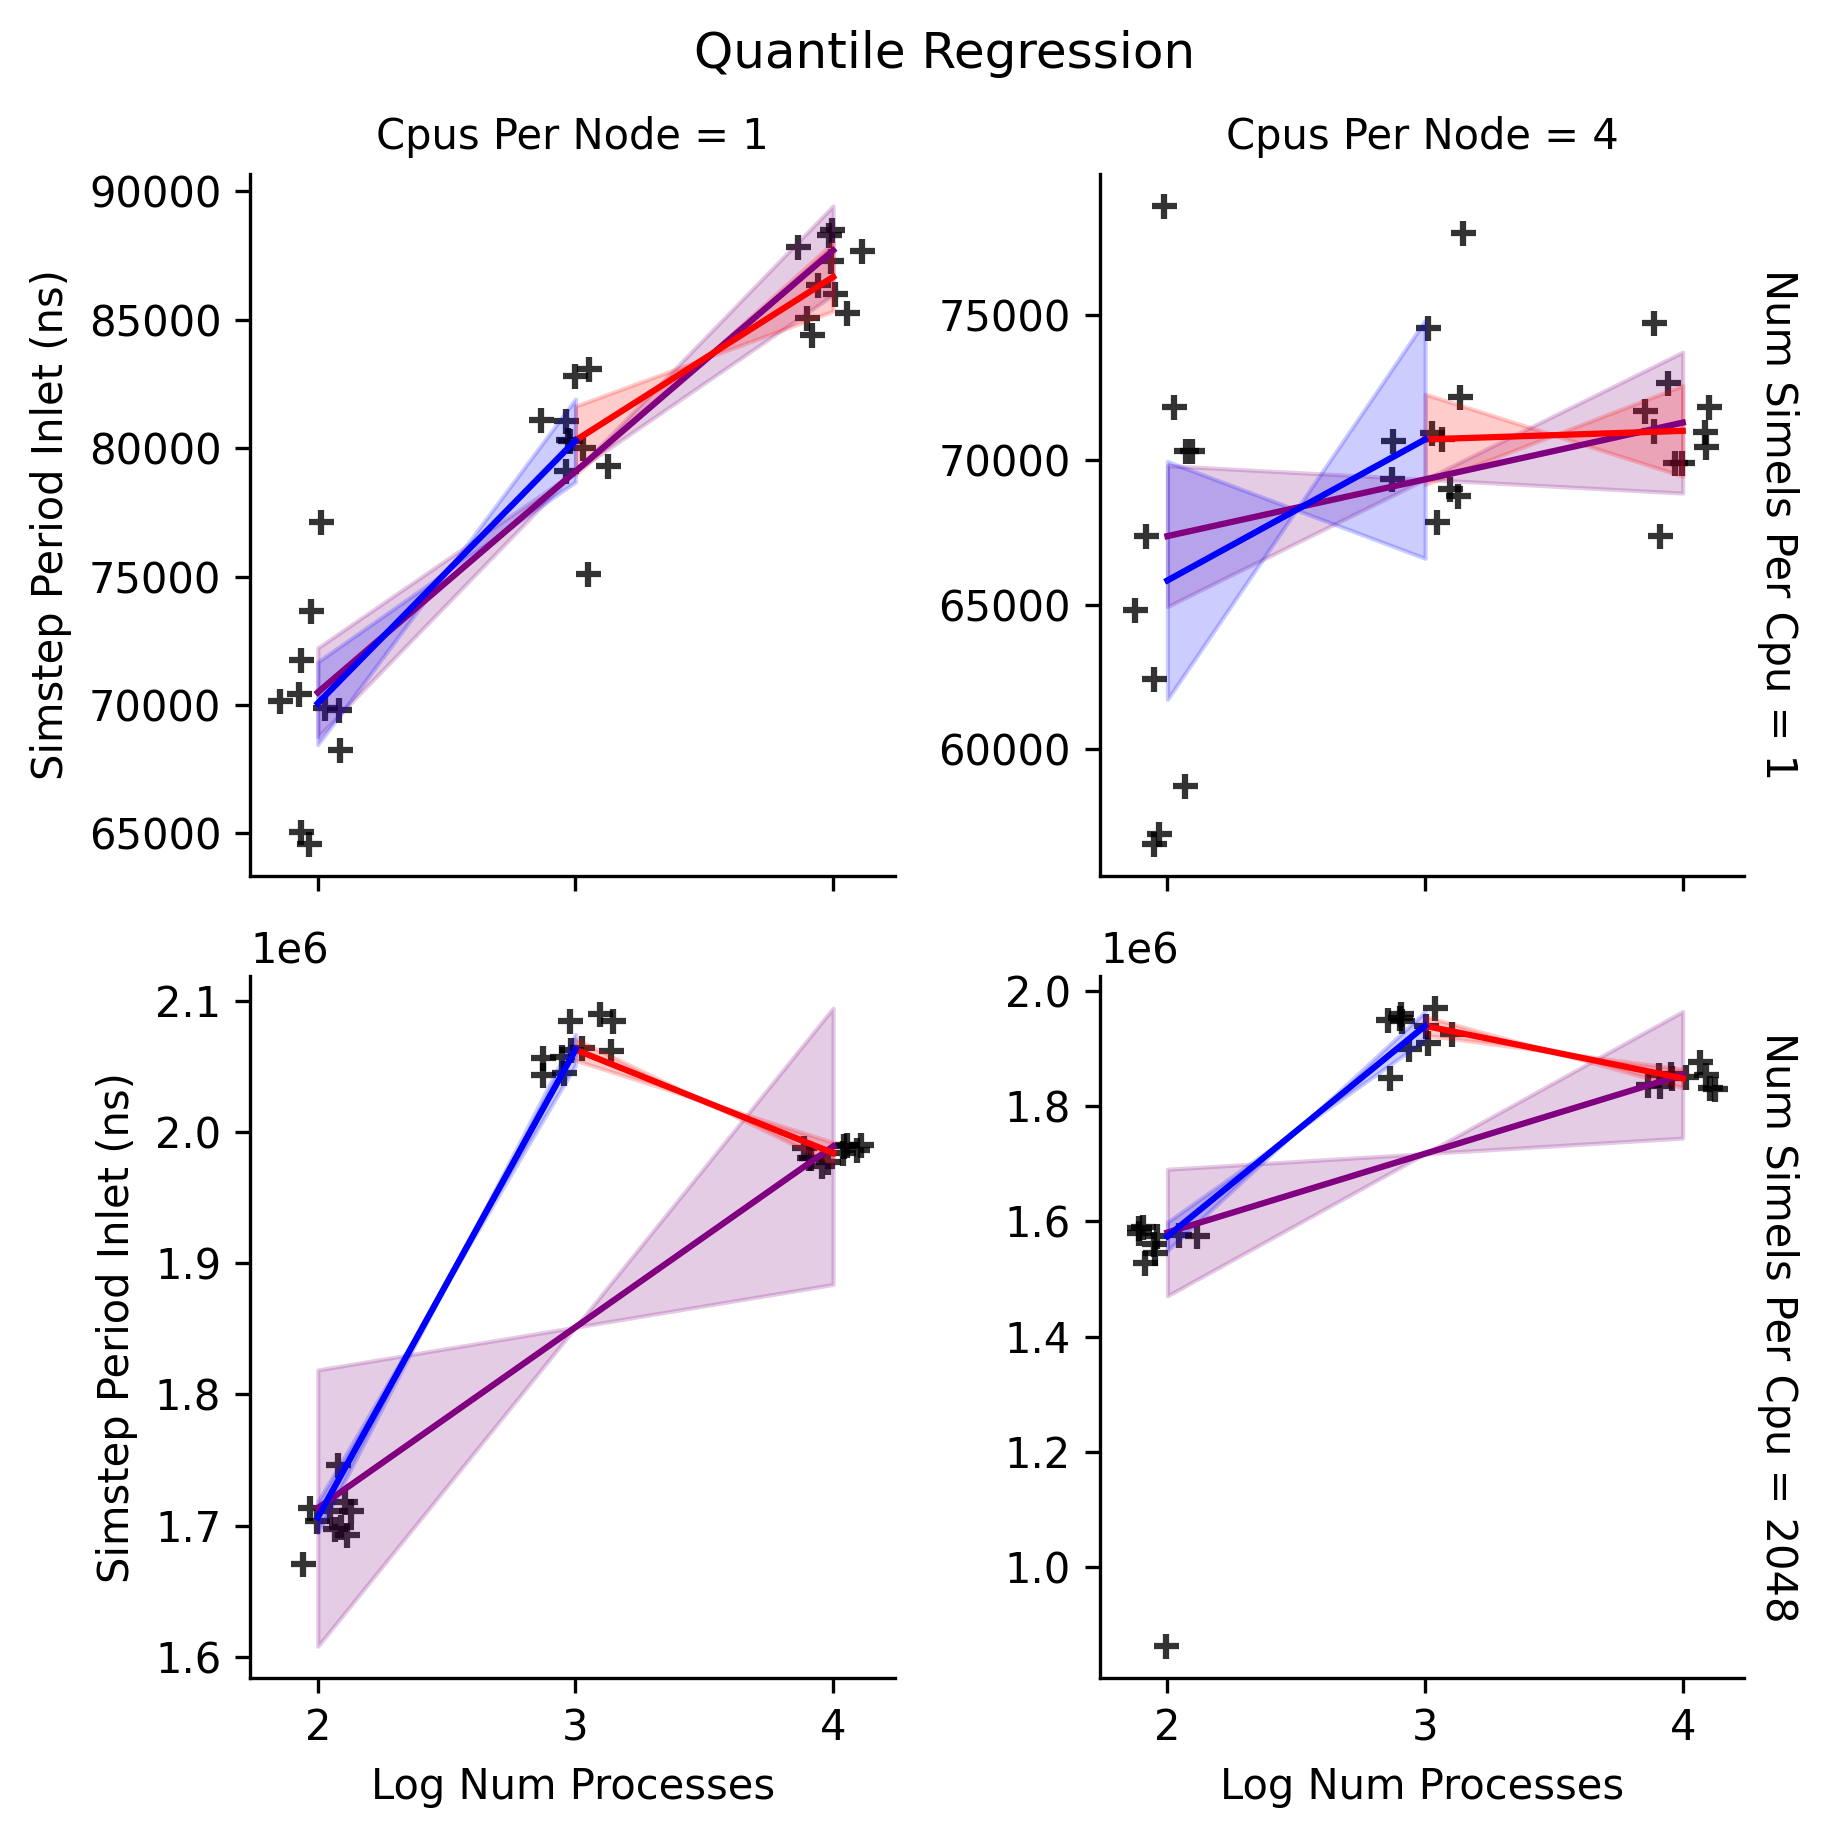 Quantile Regression
Cpus Per Node = 1
Cpus Per Node = 4
Simstep Period Inlet (ns)
90000
85000
80000
75000
70000
65000
75000
70000
65000
60000
Num Simels Per Cpu = 1
Simstep Period Inlet (ns)
1e6
2.1
2.0
1.9
1.8
1.7
1.6
2
3
4
Log Num Processes
1e6
2.0
1.8
1.6
1.4
1.2
1.0
2
3
4
Log Num Processes
Num Simels Per Cpu = 2048